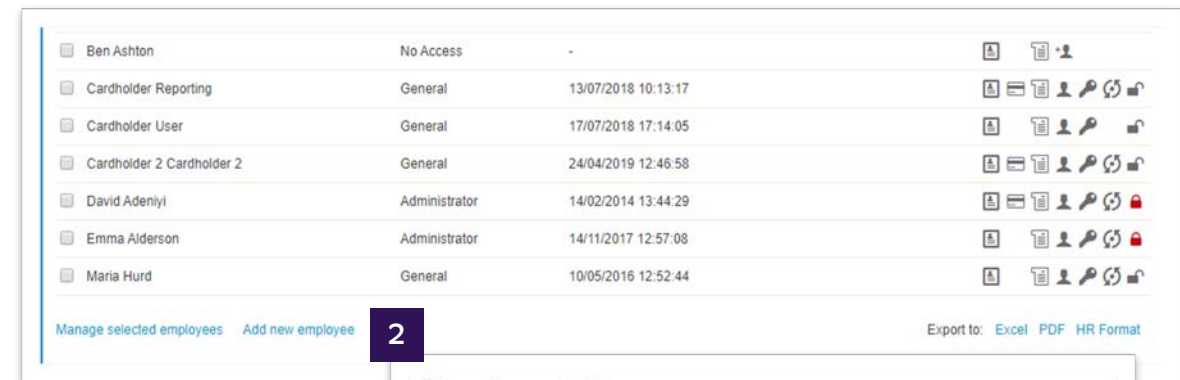 Ben Ashton No Access -
Cardholder Reporting General 13/07/2018 10:13:17
Cardholder User General 17/07/2018 17:14:05
Cardholder 2 Cardholder 2 General 24/04/2019 12:46:58
David Adeniyi Administrator 14/02/2014 13:44:29
Emma Alderson Administrator 14/11/2017 12:57:08
Maria Hurd General 10/05/2016 12:52:44
Manage selected employees Add new employee 2 Export to: Excel PDF HR Format